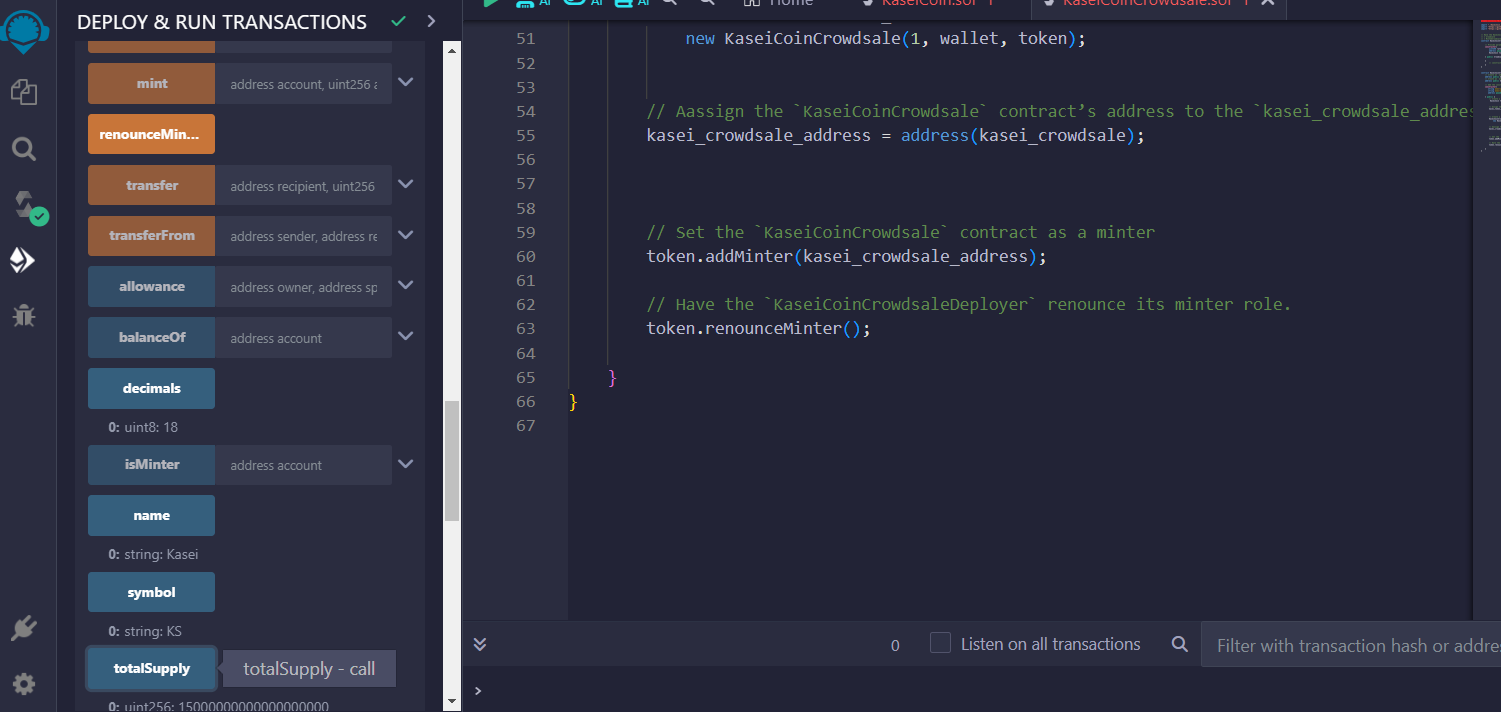 DEPLOY & RUN TRANSACTIONS
mint
address account, uint256 a
renounceMin...
transfer
address recipient, uint256
transferFrom
address sender, address re
allowance
address owner, address sp
balanceOf
address account
decimals
0: uint8: 18
isMinter
address account
name
0: string: Kasei
symbol
0: string: KS
totalSupply
totalSupply - call
0: uint256: 15000000000000000000
AI AI AI Home KaseiCoin.sol 1 KaseiCoinCrowdsale.sol 1
51 new KaseiCoinCrowdsale(1, wallet, token);
52
53
54 // Aassign the `KaseiCoinCrowdsale` contract’s address to the `kasei_crowdsale_addres
55 kasei_crowdsale_address = address(kasei_crowdsale);
56
57
58
59 // Set the `KaseiCoinCrowdsale` contract as a minter
60 token.addMinter(kasei_crowdsale_address);
61
62 // Have the `KaseiCoinCrowdsaleDeployer` renounce its minter role.
63 token.renounceMinter();
64
65 }
66 }
67
0 Listen on all transactions Filter with transaction hash or addre
>